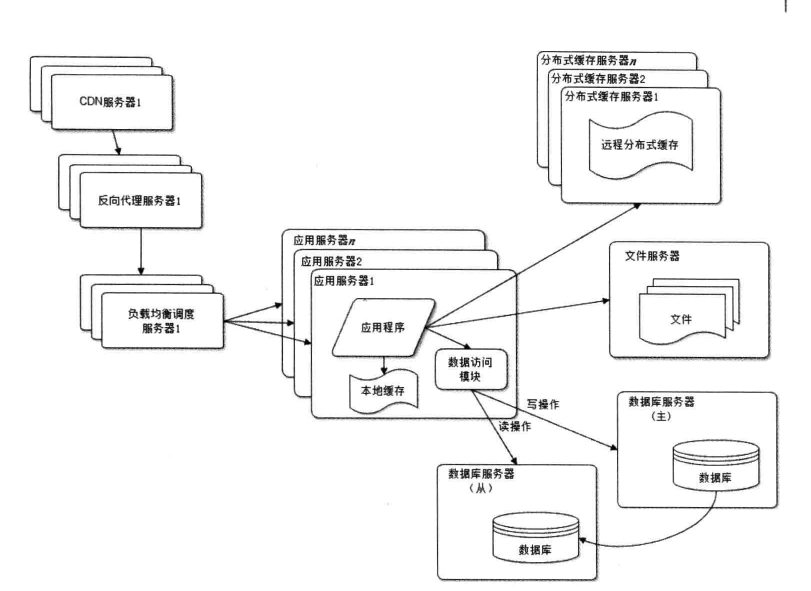 CDN服务器1
反向代理服务器1
负载均衡调度
服务器1
应用服务器n
应用服务器2
应用服务器1
应用程序
本地缓存
数据访问
模块
分布式缓存服务器n
分布式缓存服务器2
分布式缓存服务器1
远程分布式缓存
文件服务器
文件
写操作
读操作
数据库服务器
（主）
数据库
数据库服务器
（从）
数据库